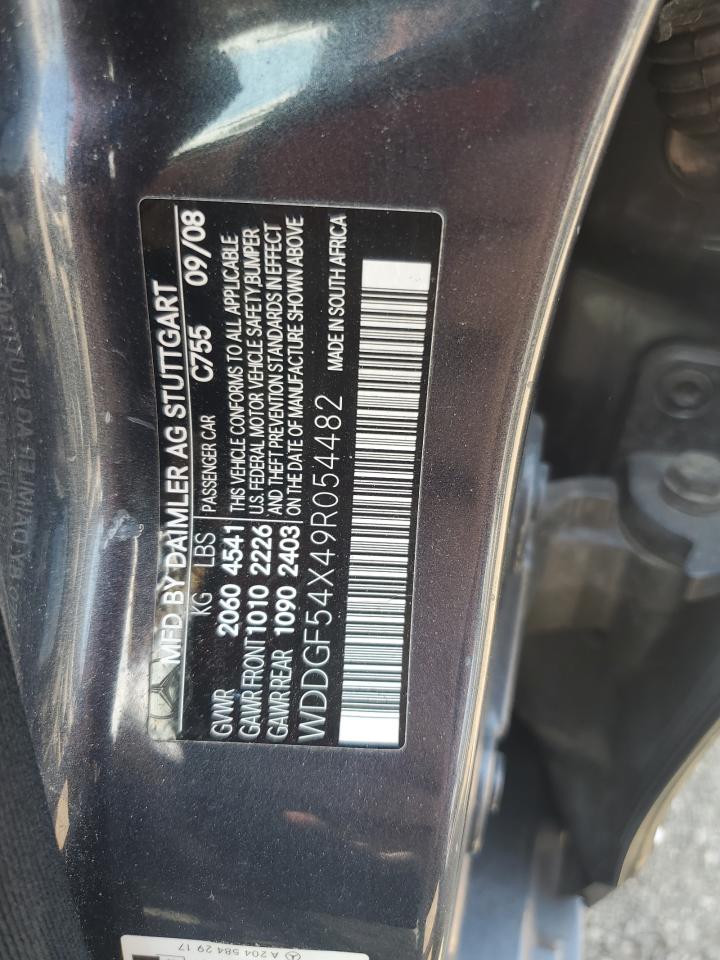 MFD BY DAIMLER AG STUTTGART
KG LBS PASSENGER CAR C755 09/08
GVWR 2060 4541 THIS VEHICLE CONFORMS TO ALL APPLICABLE
GAWR FRONT 1010 2226 U.S. FEDERAL MOTOR VEHICLE SAFETY, BUMPER
GAWR REAR 1090 2403 AND THEFT PREVENTION STANDARDS IN EFFECT
ON THE DATE OF MANUFACTURE SHOWN ABOVE
WDDGF54X49R054482 MADE IN SOUTH AFRICA
A 204 584 29 17